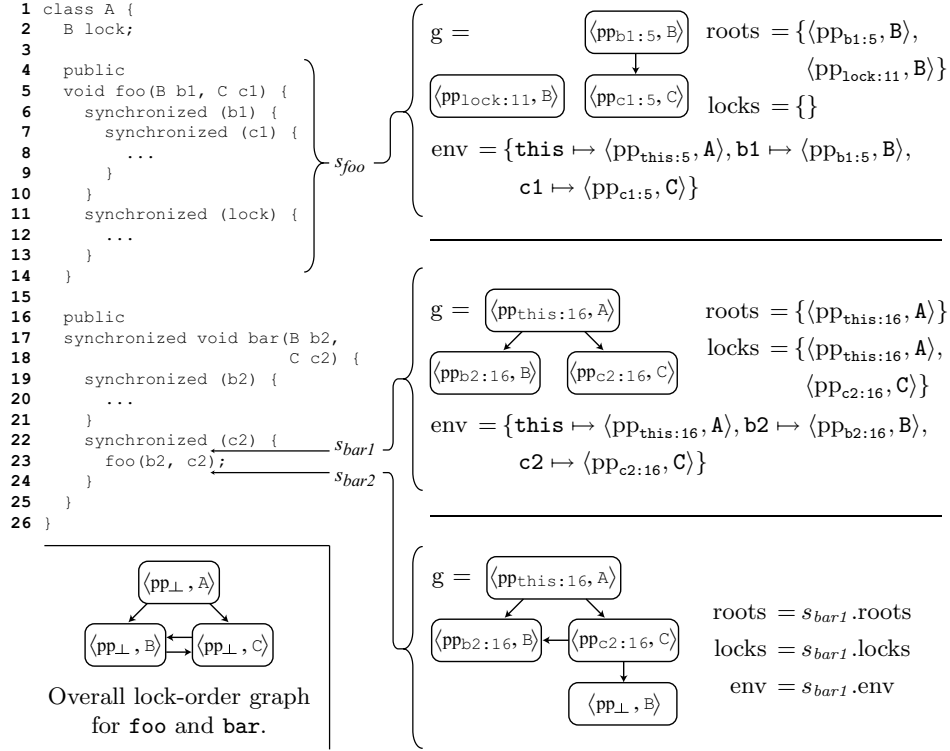 1 class A {
2 B lock;
3
4 public
5 void foo(B b1, C c1) {
6 synchronized (b1) {
7 synchronized (c1) {
8 ...
9 }
10 }
11 synchronized (lock) {
12 ...
13 }
14 }
15
16 public
17 synchronized void bar(B b2,
18 C c2) {
19 synchronized (b2) {
20 ...
21 }
22 synchronized (c2) {
23 foo(b2, c2);
24 }
25 }
26 }
s_foo
s_bar1
s_bar2
g =
⟨pp_b1:5, B⟩
⟨pp_lock:11, B⟩ ⟨pp_c1:5, C⟩
roots = {⟨pp_b1:5, B⟩,
⟨pp_lock:11, B⟩}
locks = {}
env = {this ↦ ⟨pp_this:5, A⟩, b1 ↦ ⟨pp_b1:5, B⟩,
c1 ↦ ⟨pp_c1:5, C⟩}
g = ⟨pp_this:16, A⟩
⟨pp_b2:16, B⟩ ⟨pp_c2:16, C⟩
roots = {⟨pp_this:16, A⟩}
locks = {⟨pp_this:16, A⟩,
⟨pp_c2:16, C⟩}
env = {this ↦ ⟨pp_this:16, A⟩, b2 ↦ ⟨pp_b2:16, B⟩,
c2 ↦ ⟨pp_c2:16, C⟩}
g = ⟨pp_this:16, A⟩
⟨pp_b2:16, B⟩ ⟨pp_c2:16, C⟩
⟨pp_⊥, B⟩
roots = s_bar1.roots
locks = s_bar1.locks
env = s_bar1.env
⟨pp_⊥, A⟩
⟨pp_⊥, B⟩ ⟨pp_⊥, C⟩
Overall lock-order graph
for foo and bar.